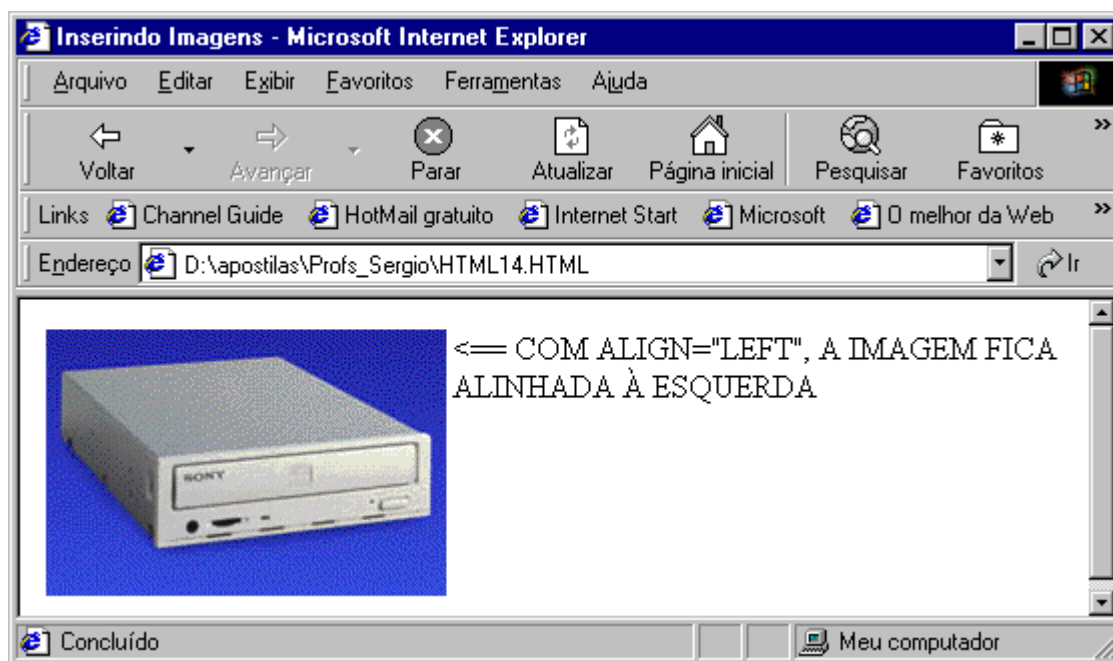 Inserindo Imagens - Microsoft Internet Explorer
Arquivo Editar Exibir Favoritos Ferramentas Ajuda
Voltar Avançar Parar Atualizar Página inicial Pesquisar Favoritos »
Links Channel Guide HotMail gratuito Internet Start Microsoft O melhor da Web »
Endereço D:\apostilas\Profs_Sergio\HTML14.HTML Ir
<== COM ALIGN="LEFT", A IMAGEM FICA
ALINHADA À ESQUERDA
SONY
Concluído Meu computador